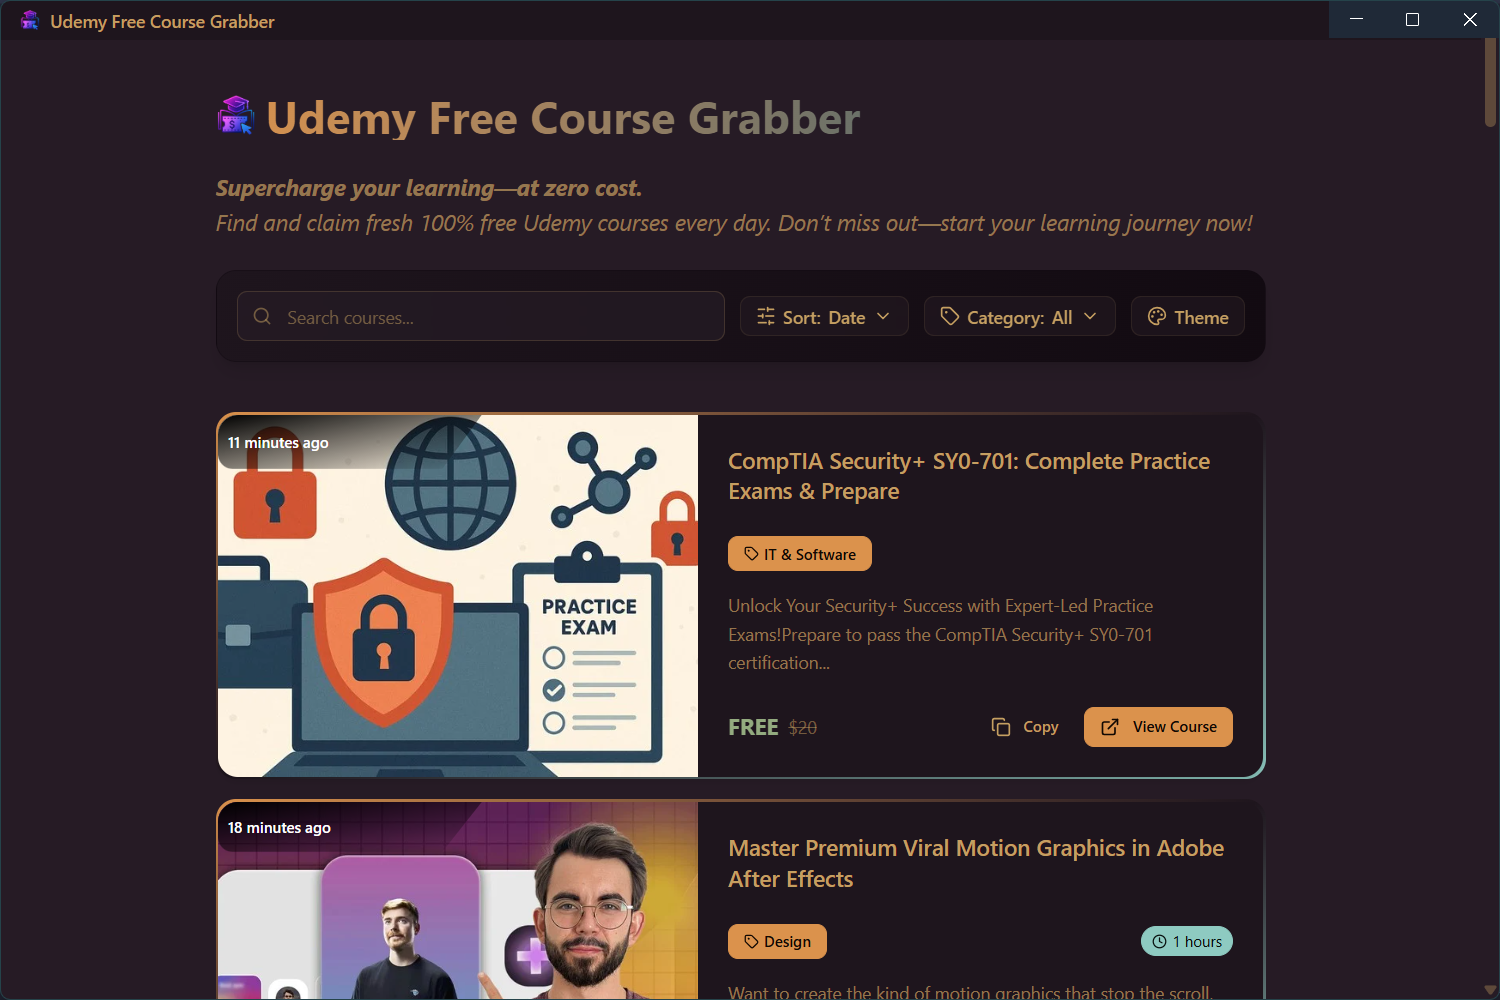 Udemy Free Course Grabber
Udemy Free Course Grabber
Supercharge your learning—at zero cost.
Find and claim fresh 100% free Udemy courses every day. Don’t miss out—start your learning journey now!
Search courses...
Sort: Date
Category: All
Theme
11 minutes ago
PRACTICE
EXAM
CompTIA Security+ SY0-701: Complete Practice
Exams & Prepare
IT & Software
Unlock Your Security+ Success with Expert-Led Practice
Exams!Prepare to pass the CompTIA Security+ SY0-701
certification...
FREE $20
Copy
View Course
18 minutes ago
Master Premium Viral Motion Graphics in Adobe
After Effects
Design
1 hours
Want to create the kind of motion graphics that stop the scroll,